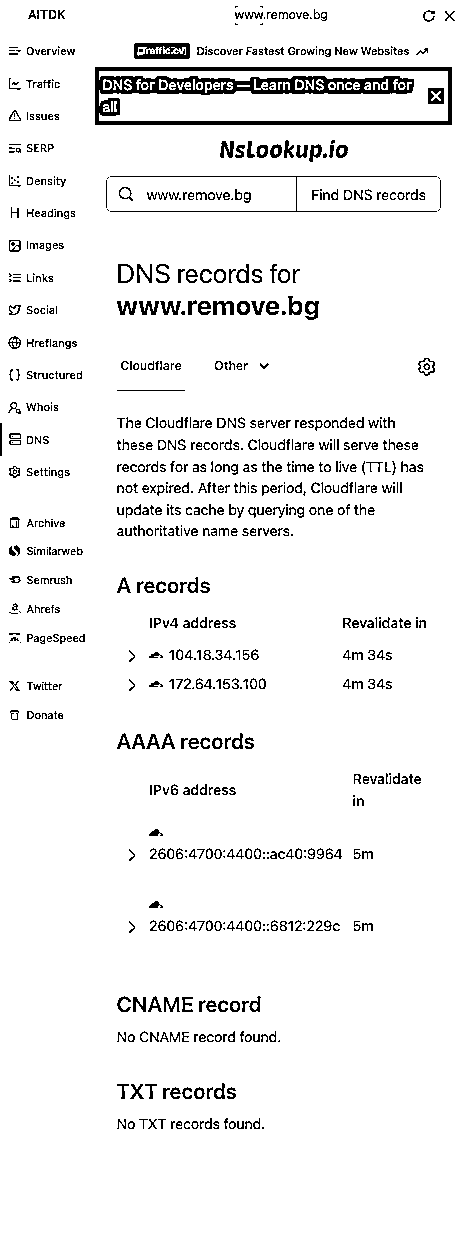 AITDK
www.remove.bg
Overview
Traffic
Issues
SERP
Density
Headings
Images
Links
Social
Hreflangs
Structured
Whois
DNS
Settings
Archive
Similarweb
Semrush
Ahrefs
PageSpeed
Twitter
Donate
Traffic.cv Discover Fastest Growing New Websites
DNS for Developers — Learn DNS once and for
all
NsLookup.io
www.remove.bg Find DNS records
DNS records for
www.remove.bg
Cloudflare Other
The Cloudflare DNS server responded with
these DNS records. Cloudflare will serve these
records for as long as the time to live (TTL) has
not expired. After this period, Cloudflare will
update its cache by querying one of the
authoritative name servers.
A records
IPv4 address Revalidate in
104.18.34.156 4m 34s
172.64.153.100 4m 34s
AAAA records
IPv6 address Revalidate
in
2606:4700:4400::ac40:9964 5m
2606:4700:4400::6812:229c 5m
CNAME record
No CNAME record found.
TXT records
No TXT records found.